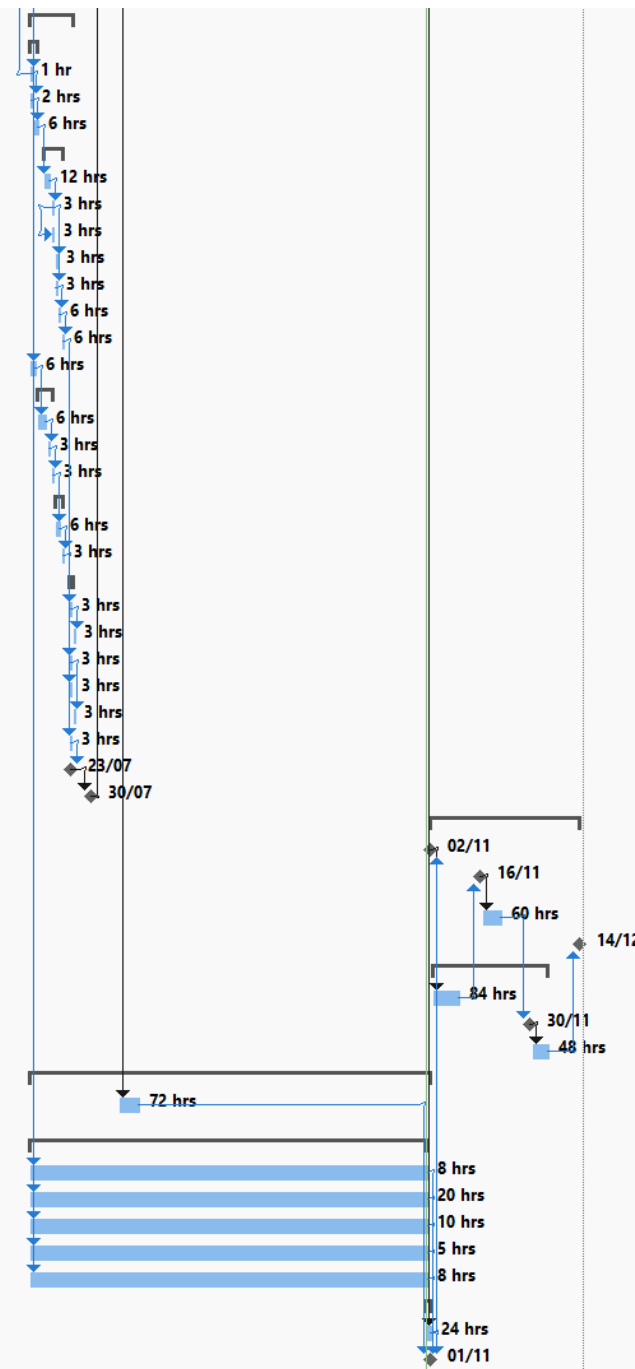 1 hr
2 hrs
6 hrs
12 hrs
3 hrs
3 hrs
3 hrs
3 hrs
6 hrs
6 hrs
6 hrs
6 hrs
3 hrs
3 hrs
6 hrs
3 hrs
3 hrs
3 hrs
3 hrs
3 hrs
3 hrs
3 hrs
23/07
30/07
02/11
16/11
60 hrs
14/12
84 hrs
30/11
48 hrs
72 hrs
8 hrs
20 hrs
10 hrs
5 hrs
8 hrs
24 hrs
01/11